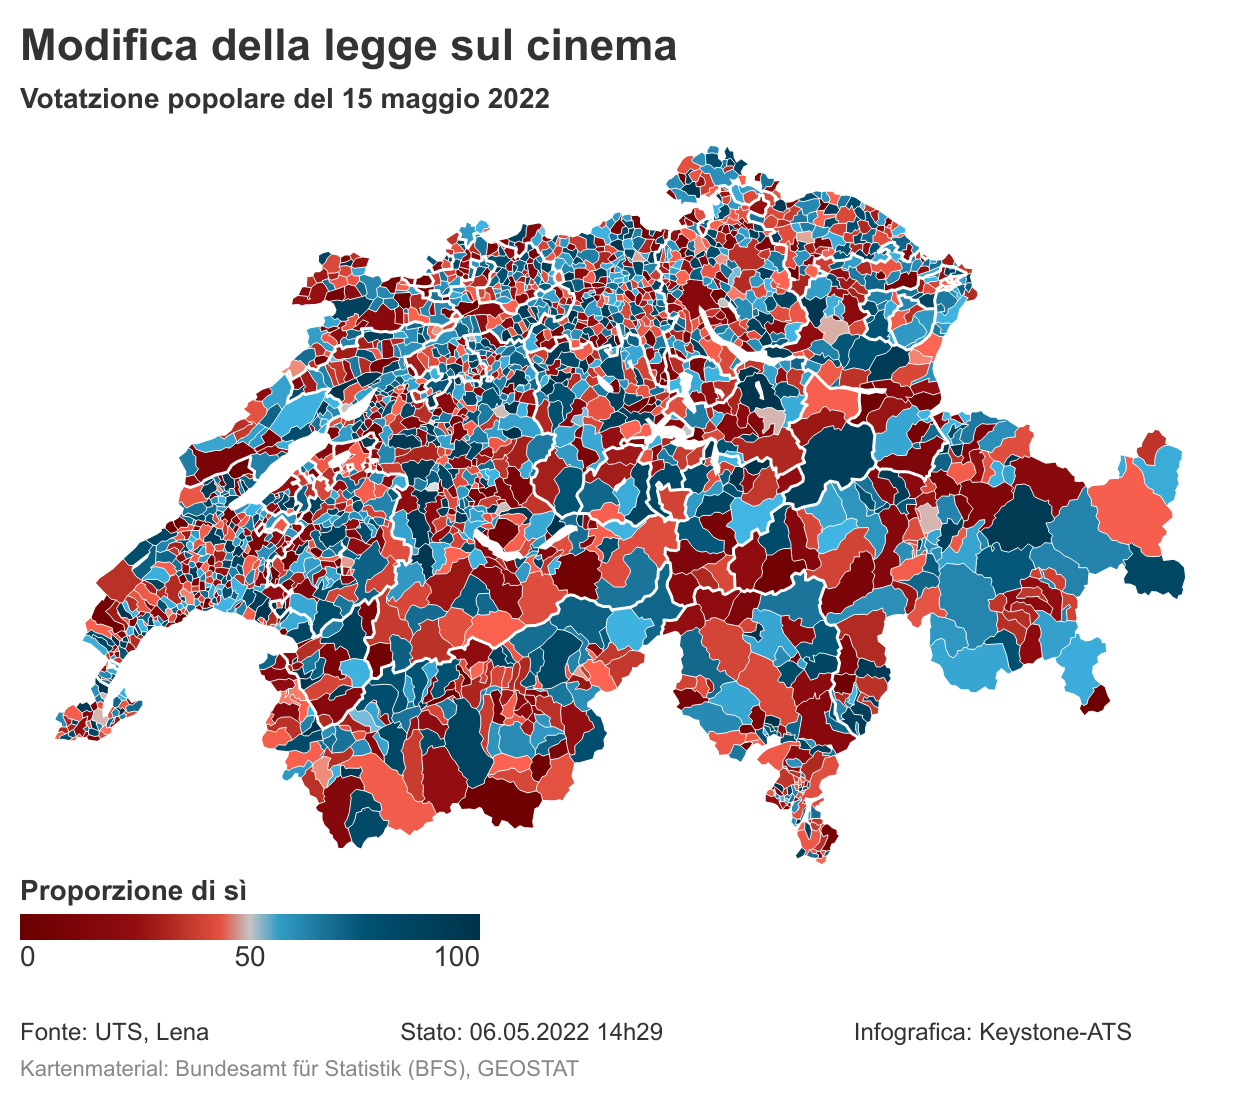 Modifica della legge sul cinema
Votatzione popolare del 15 maggio 2022
Proporzione di sì
0 50 100
Fonte: UTS, Lena Stato: 06.05.2022 14h29 Infografica: Keystone-ATS
Kartenmaterial: Bundesamt für Statistik (BFS), GEOSTAT